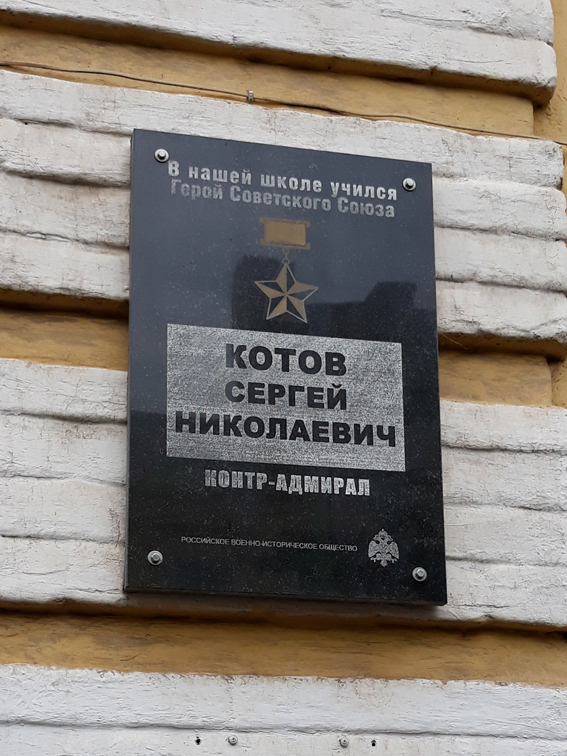 В нашей школе учился
Герой Советского Союза
КОТОВ
СЕРГЕЙ
НИКОЛАЕВИЧ
КОНТР-АДМИРАЛ
РОССИЙСКОЕ ВОЕННО-ИСТОРИЧЕСКОЕ ОБЩЕСТВО